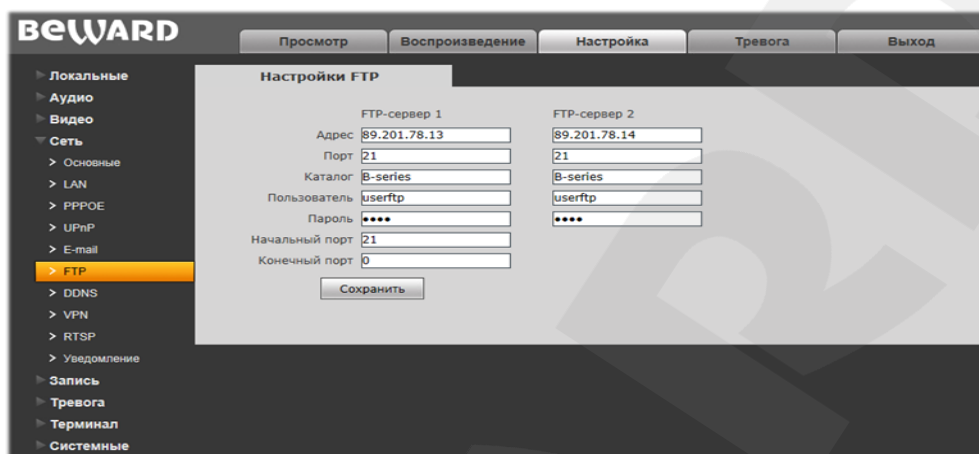 BEWARD
Просмотр Воспроизведение Настройка Тревога Выход
Локальные
Аудио
Видео
Сеть
> Основные
> LAN
> PPPOE
> UPnP
> E-mail
> FTP
> DDNS
> VPN
> RTSP
> Уведомление
Запись
Тревога
Терминал
Системные
Настройки FTP
FTP-сервер 1 FTP-сервер 2
Адрес 89.201.78.13 89.201.78.14
Порт 21 21
Каталог B-series B-series
Пользователь userftp userftp
Пароль •••• ••••
Начальный порт 21
Конечный порт 0
Сохранить